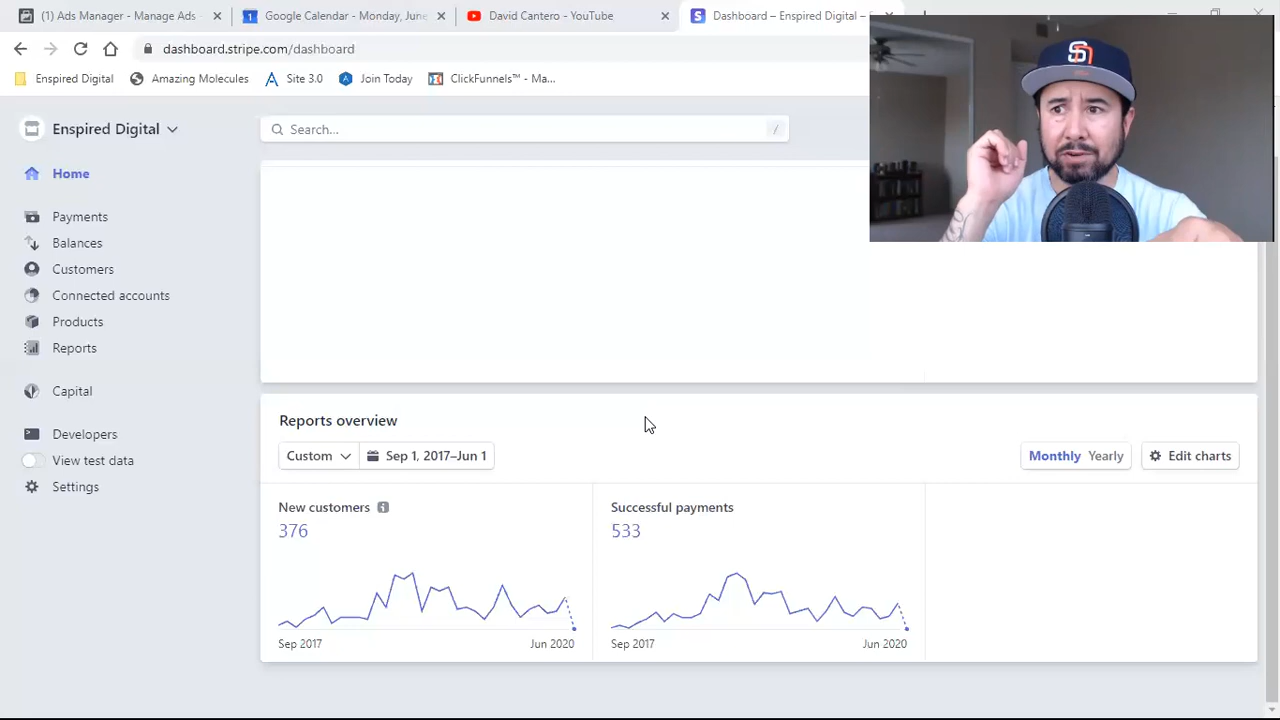 (1) Ads Manager - Manage Ads
Google Calendar - Monday, June
David Cantero - YouTube
Dashboard – Enspired Digital –
dashboard.stripe.com/dashboard
Enspired Digital
Amazing Molecules
Site 3.0
Join Today
ClickFunnels™ - Ma...
Enspired Digital
Search...
/
Home
Payments
Balances
Customers
Connected accounts
Products
Reports
Capital
Developers
View test data
Settings
Reports overview
Custom
Sep 1, 2017–Jun 1
Monthly Yearly
Edit charts
New customers
376
Sep 2017
Jun 2020
Successful payments
533
Sep 2017
Jun 2020
SD